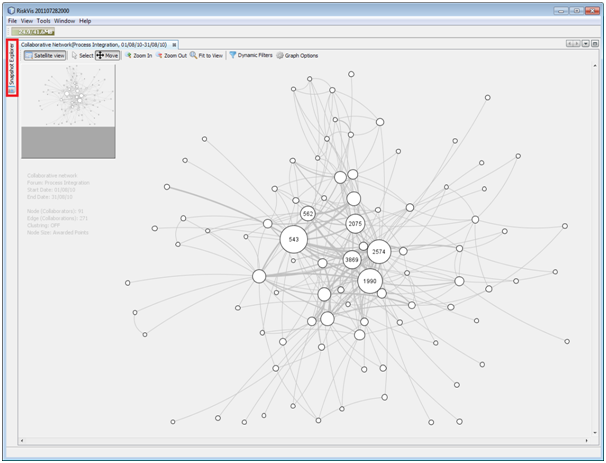 RiskVis 201107282000
File View Tools Window Help
Collaborative Network(Process Integration, 01/08/10-31/08/10)
Satellite view Select Move Zoom In Zoom Out Fit to View Dynamic Filters Graph Options
Snapshot Explorer
Collaborative Network
Forum: Process Integration
Start Date: 01/08/10
End Date: 31/08/10
Node (Collaborators): 91
Edge (Collaborations): 271
Clustring: OFF
Node Size: Awarded Points
562
2075
543
2574
3869
1990